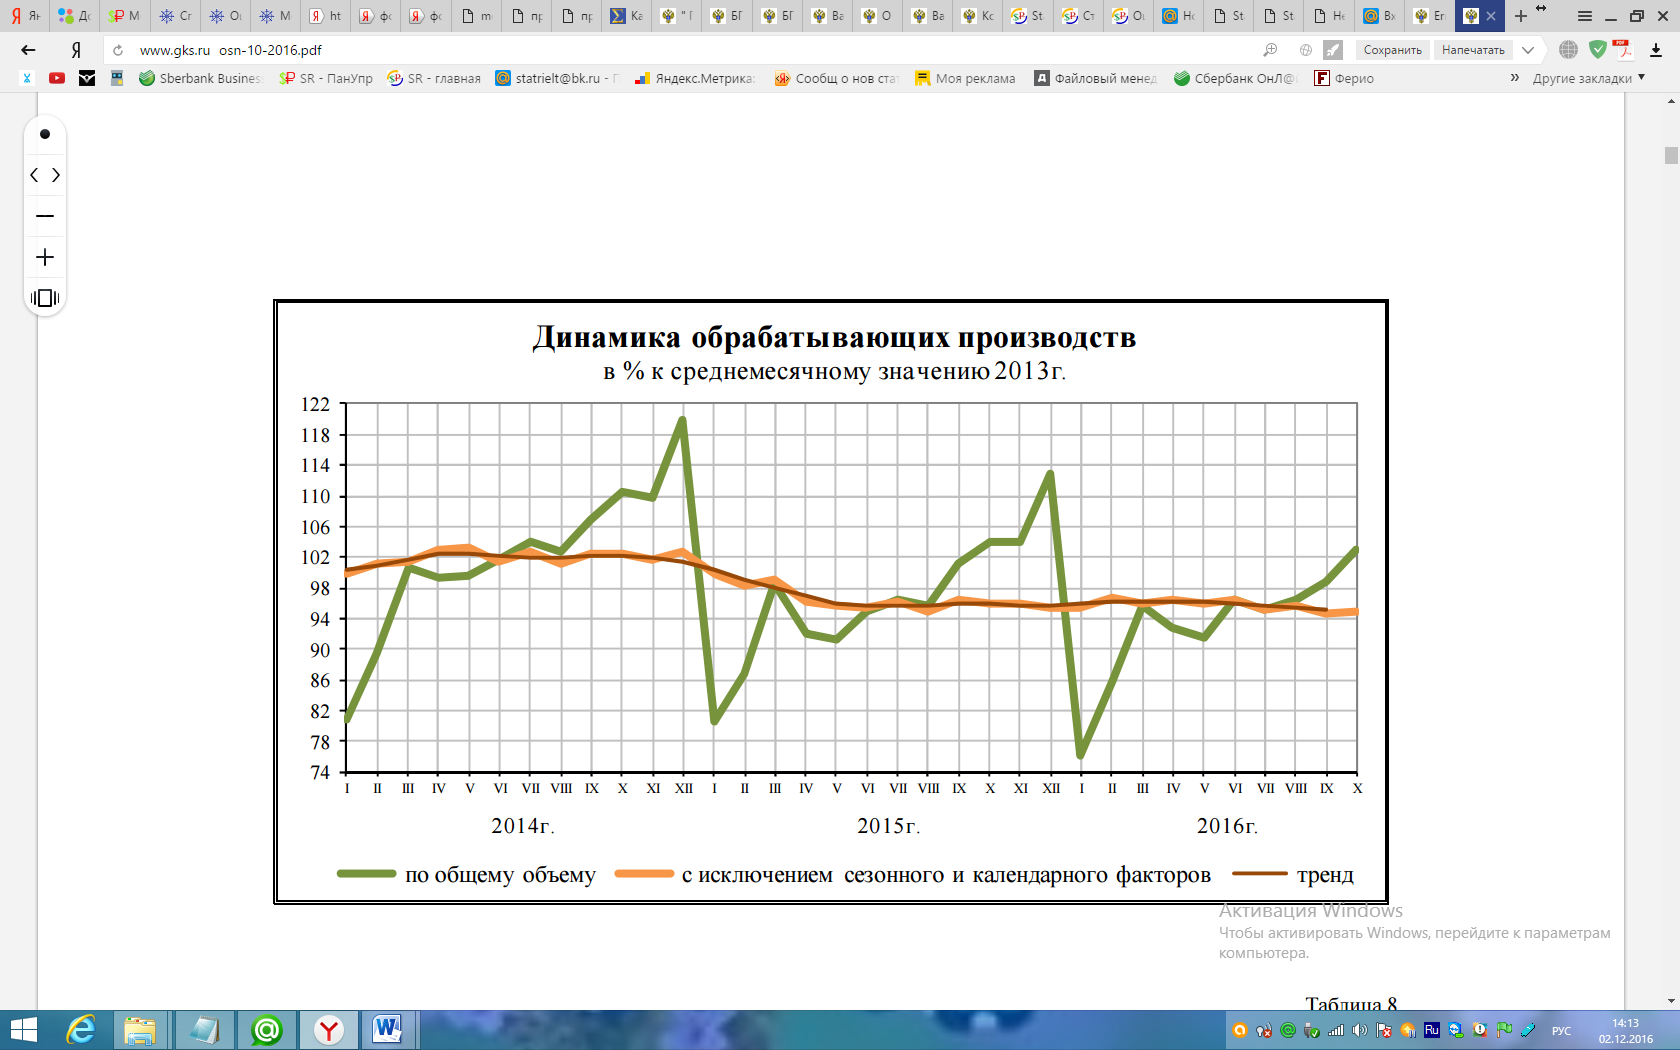 www.gks.ru osn-10-2016.pdf
Сохранить
Напечатать
Sberbank Busines
SR - ПанУпр
SR - главная
statrielt@bk.ru - П
Яндекс.Метрика:
Сообщ о нов ста
Моя реклама
Файловый менед
Сбербанк ОнЛ@
Ферио
Другие закладки
Динамика обрабатывающих производств
в % к среднемесячному значению 2013г.
122
118
114
110
106
102
98
94
90
86
82
78
74
I II III IV V VI VII VIII IX X XI XII I II III IV V VI VII VIII IX X XI XII I II III IV V VI VII VIII IX X
2014г. 2015г. 2016г.
по общему объему с исключением сезонного и календарного факторов тренд
Активация Windows
Чтобы активировать Windows, перейдите к параметрам
компьютера.
Таблица 8
РУС
14:13
02.12.2016